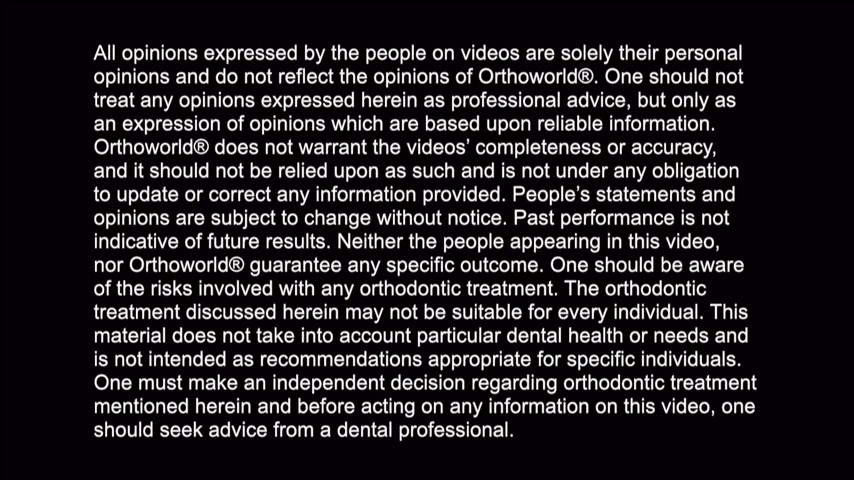 All opinions expressed by the people on videos are solely their personal
opinions and do not reflect the opinions of Orthoworld®. One should not
treat any opinions expressed herein as professional advice, but only as
an expression of opinions which are based upon reliable information.
Orthoworld® does not warrant the videos’ completeness or accuracy,
and it should not be relied upon as such and is not under any obligation
to update or correct any information provided. People’s statements and
opinions are subject to change without notice. Past performance is not
indicative of future results. Neither the people appearing in this video,
nor Orthoworld® guarantee any specific outcome. One should be aware
of the risks involved with any orthodontic treatment. The orthodontic
treatment discussed herein may not be suitable for every individual. This
material does not take into account particular dental health or needs and
is not intended as recommendations appropriate for specific individuals.
One must make an independent decision regarding orthodontic treatment
mentioned herein and before acting on any information on this video, one
should seek advice from a dental professional.